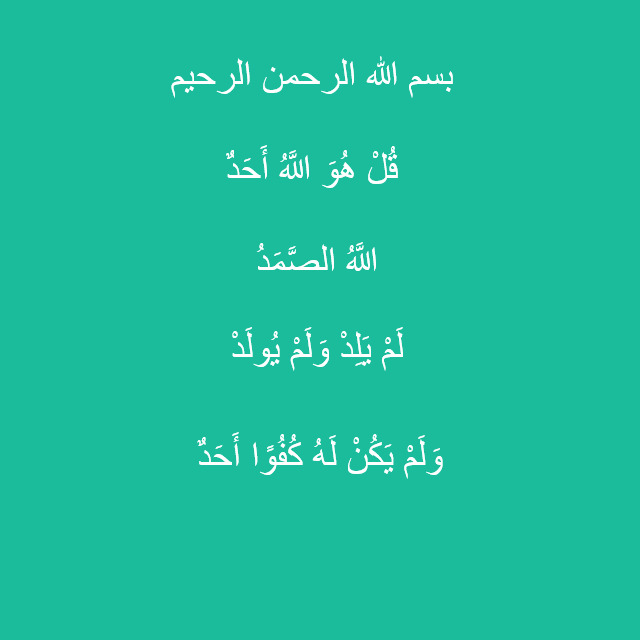 بسم الله الرحمن الرحيم
قُلْ هُوَ اللَّهُ أَحَدٌ
اللَّهُ الصَّمَدُ
لَمْ يَلِدْ وَلَمْ يُولَدْ
وَلَمْ يَكُنْ لَهُ كُفُوًا أَحَدٌ